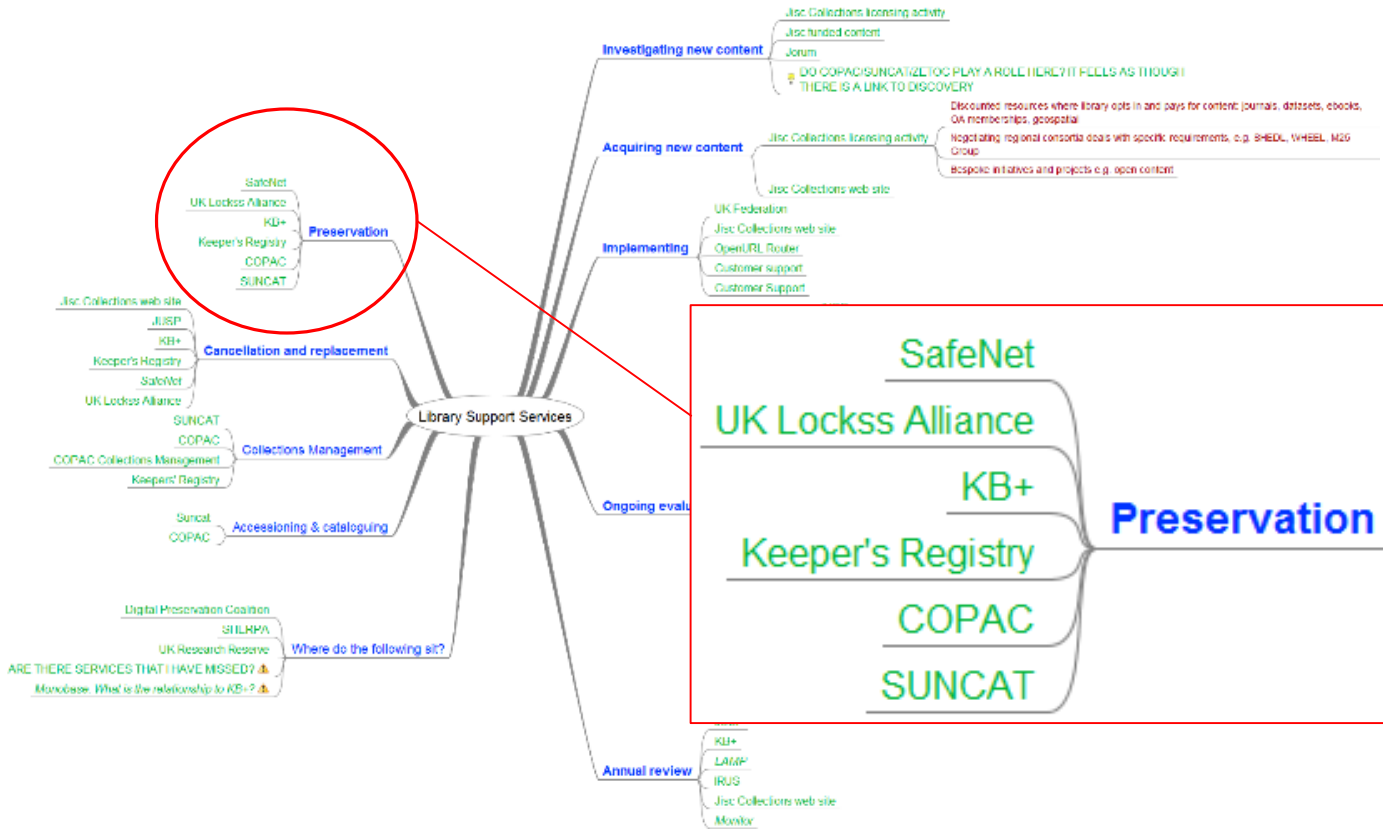 Library Support Services
Investigating new content
Jisc Collections licensing activity
Jisc funded content
Jorum
DO COPAC/SUNCAT/ZETOC PLAY A ROLE HERE? IT FEELS AS THOUGH
THERE IS A LINK TO DISCOVERY
Acquiring new content
Jisc Collections licensing activity
Discounted resources where library opts in and pays for content: journals, datasets, ebooks,
OA memberships, geospatial
Negotiating regional consortia deals with specific requirements, e.g. SHEDL, WHEEL, M25
Group
Bespoke initiatives and projects e.g. open content
Jisc Collections web site
Implementing
UK Federation
Jisc Collections web site
OpenURL Router
Customer support
Customer Support
Ongoing evalu
Annual review
KB+
LAMP
IRUS
Jisc Collections web site
Monitor
SafeNet
UK Lockss Alliance
KB+
Keeper's Registry
COPAC
SUNCAT
Preservation
Jisc Collections web site
JUSP
KB+
Keeper's Registry
SafeNet
UK Lockss Alliance
Cancellation and replacement
SUNCAT
COPAC
COPAC Collections Management
Keepers' Registry
Collections Management
Suncat
COPAC
Accessioning & cataloguing
Digital Preservation Coalition
SHERPA
UK Research Reserve
ARE THERE SERVICES THAT I HAVE MISSED?
Monobase. What is the relationship to KB+?
Where do the following sit?
SafeNet
UK Lockss Alliance
KB+
Keeper's Registry
COPAC
SUNCAT
Preservation